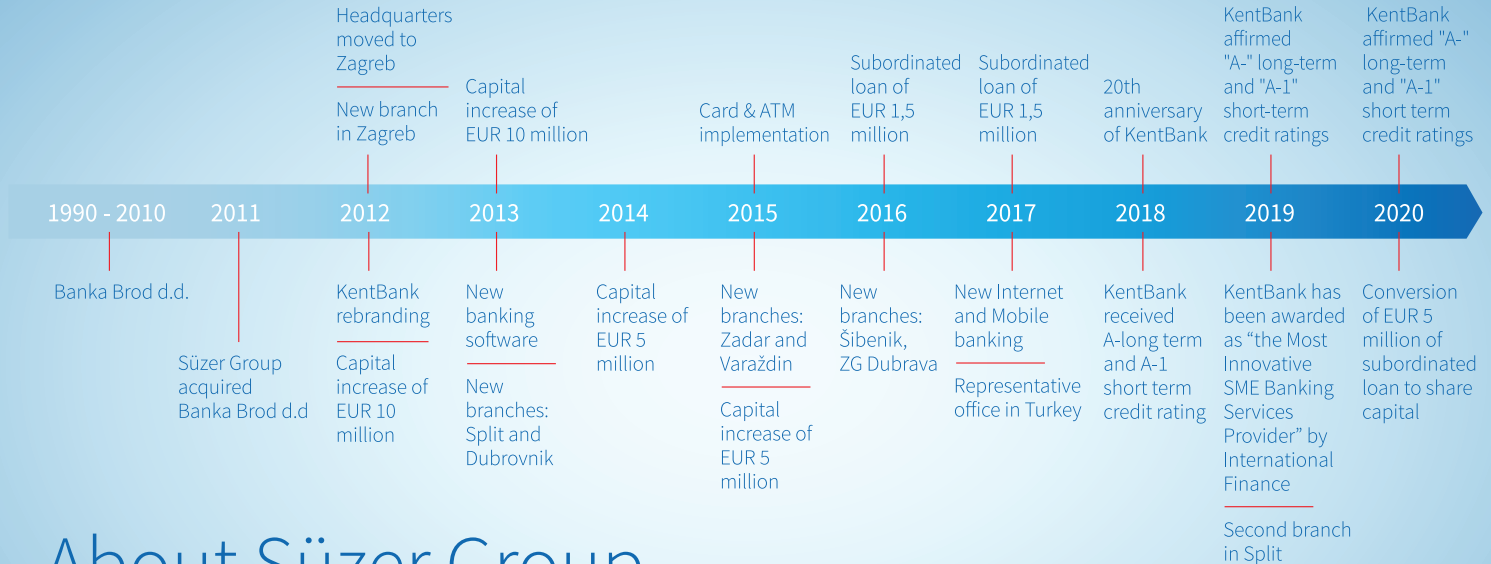 Headquarters
moved to
Zagreb
New branch
in Zagreb
Capital
increase of
EUR 10 million
Card & ATM
implementation
Subordinated
loan of
EUR 1,5
million
Subordinated
loan of
EUR 1,5
million
20th
anniversary
of KentBank
KentBank
affirmed
"A-" long-term
and "A-1"
short-term
credit ratings
KentBank
affirmed "A-"
long-term
and "A-1"
short term
credit ratings
1990 - 2010 2011 2012 2013 2014 2015 2016 2017 2018 2019 2020
Banka Brod d.d.
Süzer Group
acquired
Banka Brod d.d
KentBank
rebranding
Capital
increase of
EUR 10
million
New
banking
software
New
branches:
Split and
Dubrovnik
Capital
increase of
EUR 5
million
New
branches:
Zadar and
Varaždin
Capital
increase of
EUR 5
million
New
branches:
Šibenik,
ZG Dubrava
New Internet
and Mobile
banking
Representative
office in Turkey
KentBank
received
A-long term
and A-1
short term
credit rating
KentBank has
been awarded
as “the Most
Innovative
SME Banking
Services
Provider” by
International
Finance
Second branch
in Split
Conversion
of EUR 5
million of
subordinated
loan to share
capital
About Süzer Group